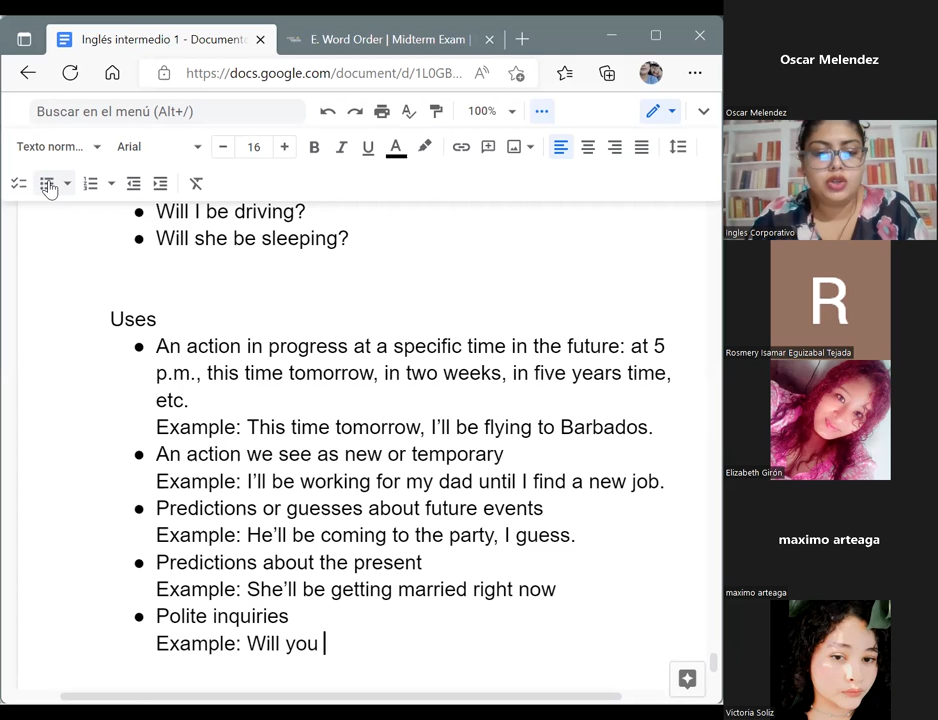 Inglés intermedio 1 - Document
E. Word Order | Midterm Exam |
https://docs.google.com/document/d/1L0GB...
Buscar en el menú (Alt+/)
100%
Texto norm...
Arial
16
Will I be driving?
Will she be sleeping?
Uses
An action in progress at a specific time in the future: at 5
p.m., this time tomorrow, in two weeks, in five years time,
etc.
Example: This time tomorrow, I'll be flying to Barbados.
An action we see as new or temporary
Example: I'll be working for my dad until I find a new job.
Predictions or guesses about future events
Example: He'll be coming to the party, I guess.
Predictions about the present
Example: She'll be getting married right now
Polite inquiries
Example: Will you
Oscar Melendez
Oscar Melendez
Ingles Corporativo
R
Rosmery Isamar Eguizabal Tejada
Elizabeth Girón
maximo arteaga
maximo arteaga
Victoria Soliz